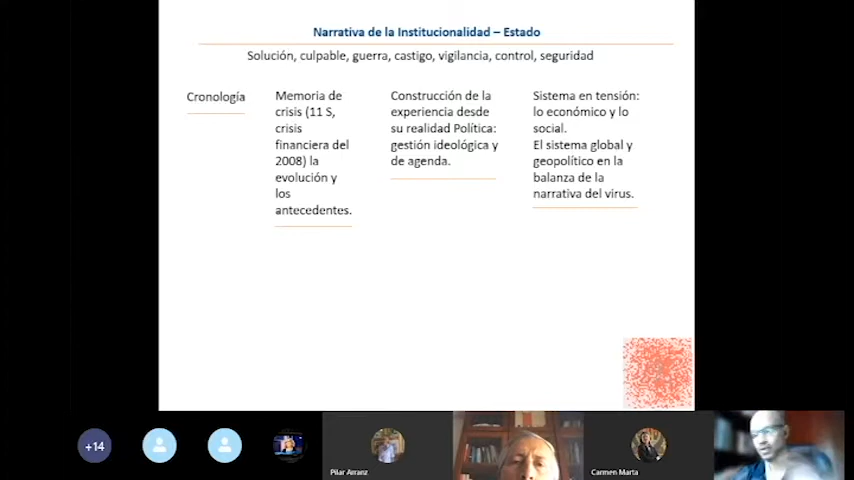 Narrativa de la Institucionalidad – Estado
Solución, culpable, guerra, castigo, vigilancia, control, seguridad
Cronología
Memoria de
crisis (11 S,
crisis
financiera del
2008) la
evolución y
los
antecedentes.
Construcción de la
experiencia desde
su realidad Política:
gestión ideológica y
de agenda.
Sistema en tensión:
lo económico y lo
social.
El sistema global y
geopolítico en la
balanza de la
narrativa del virus.
+14
Pilar Arranz
Carmen Marta